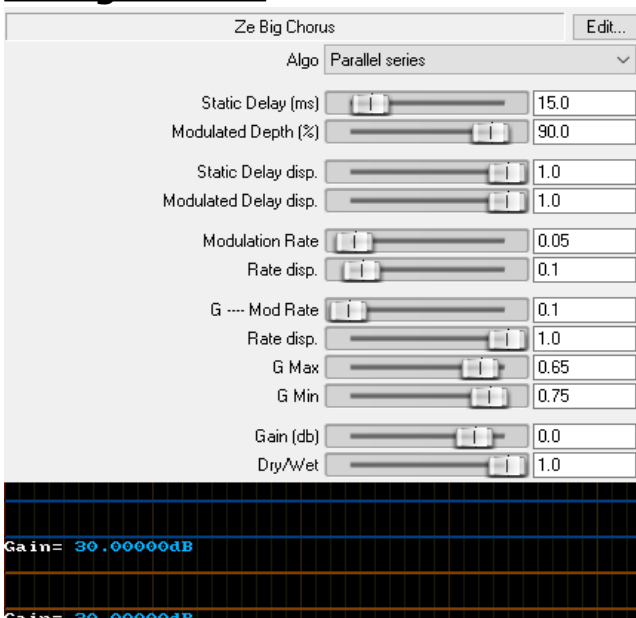 Ze Big Chorus Edit...
Algo Parallel series
Static Delay (ms) 15.0
Modulated Depth (%) 90.0
Static Delay disp. 1.0
Modulated Delay disp. 1.0
Modulation Rate 0.05
Rate disp. 0.1
G ---- Mod Rate 0.1
Rate disp. 1.0
G Max 0.65
G Min 0.75
Gain (db) 0.0
Dry/Wet 1.0
Gain= 30.00000dB
Gain= 30.00000dB